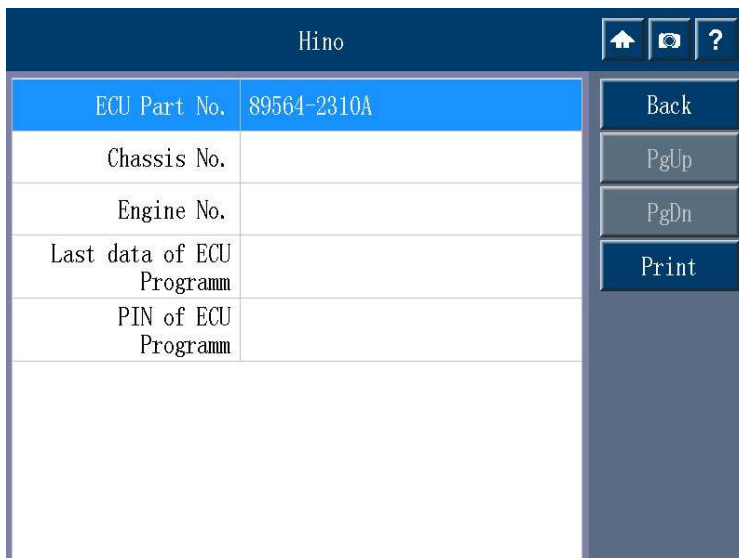 Hino
?
ECU Part No. 89564-2310A
Chassis No.
Engine No.
Last data of ECU
Programm
PIN of ECU
Programm
Back
PgUp
PgDn
Print